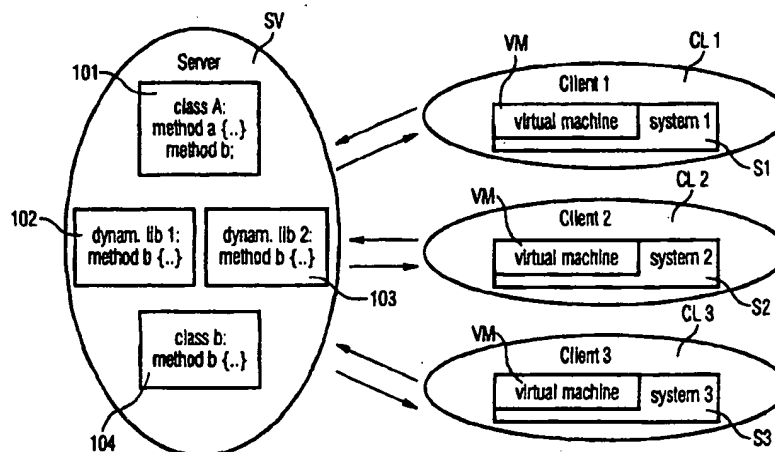 SV
Server
101
class A:
method a {..}
method b;
102
dynam. lib 1:
method b {..}
dynam. lib 2:
method b {..}
103
class b:
method b {..}
104
VM
CL 1
Client 1
virtual machine
system 1
S1
VM
CL 2
Client 2
virtual machine
system 2
S2
VM
CL 3
Client 3
virtual machine
system 3
S3